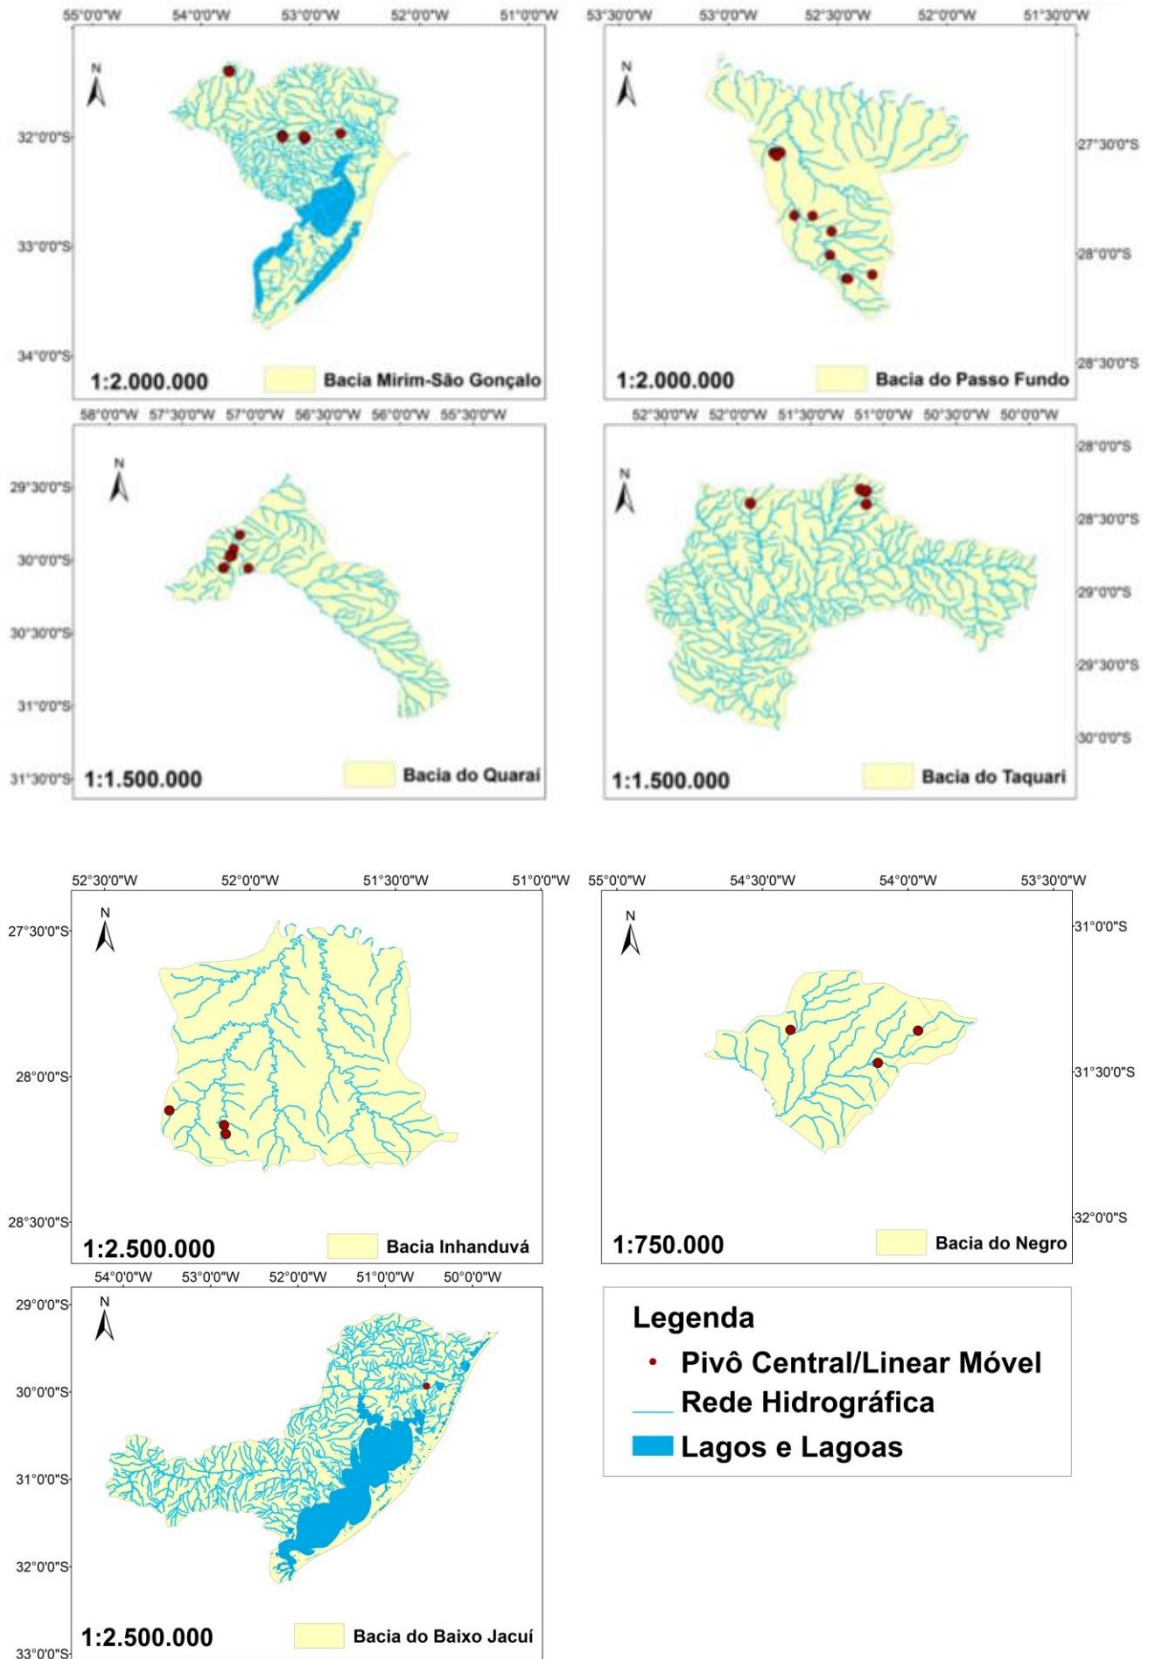 55°0'0"W 54°0'0"W 53°0'0"W 52°0'0"W 51°0'0"W
N
32°0'0"S
33°0'0"S
34°0'0"S
1:2.000.000 Bacia Mirim-São Gonçalo
53°30'0"W 53°0'0"W 52°30'0"W 52°0'0"W 51°30'0"W
N
27°30'0"S
28°0'0"S
28°30'0"S
1:2.000.000 Bacia do Passo Fundo
58°0'0"W 57°30'0"W 57°0'0"W 56°30'0"W 56°0'0"W 55°30'0"W
N
29°30'0"S
30°0'0"S
30°30'0"S
31°0'0"S
31°30'0"S
1:1.500.000 Bacia do Quaraí
52°30'0"W 52°0'0"W 51°30'0"W 51°0'0"W 50°30'0"W 50°0'0"W
N
28°0'0"S
28°30'0"S
29°0'0"S
29°30'0"S
30°0'0"S
1:1.500.000 Bacia do Taquari
52°30'0"W 52°0'0"W 51°30'0"W 51°0'0"W
N
27°30'0"S
28°0'0"S
28°30'0"S
1:2.500.000 Bacia Inhanduvá
55°0'0"W 54°30'0"W 54°0'0"W 53°30'0"W
N
31°0'0"S
31°30'0"S
32°0'0"S
1:750.000 Bacia do Negro
54°0'0"W 53°0'0"W 52°0'0"W 51°0'0"W 50°0'0"W
N
29°0'0"S
30°0'0"S
31°0'0"S
32°0'0"S
33°0'0"S
1:2.500.000 Bacia do Baixo Jacuí
Legenda
Pivô Central/Linear Móvel
Rede Hidrográfica
Lagos e Lagoas